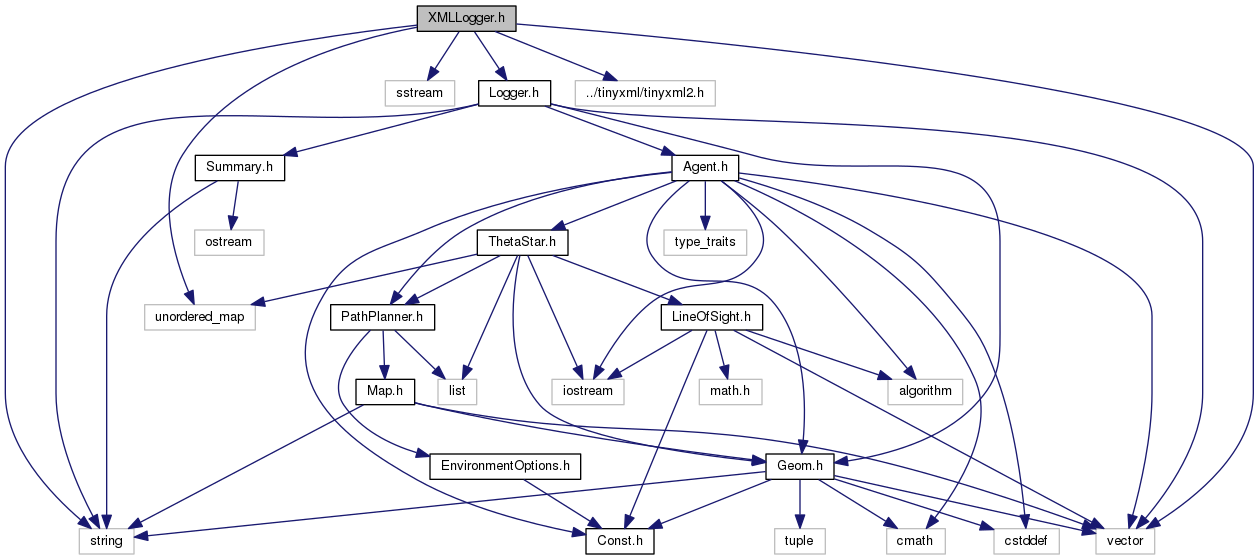 XMLLogger.h
sstream
Logger.h
../tinyxml/tinyxml2.h
Summary.h
Agent.h
ostream
ThetaStar.h
type_traits
unordered_map
PathPlanner.h
LineOfSight.h
Map.h
list
iostream
math.h
algorithm
EnvironmentOptions.h
Geom.h
string
Const.h
tuple
cmath
cstddef
vector